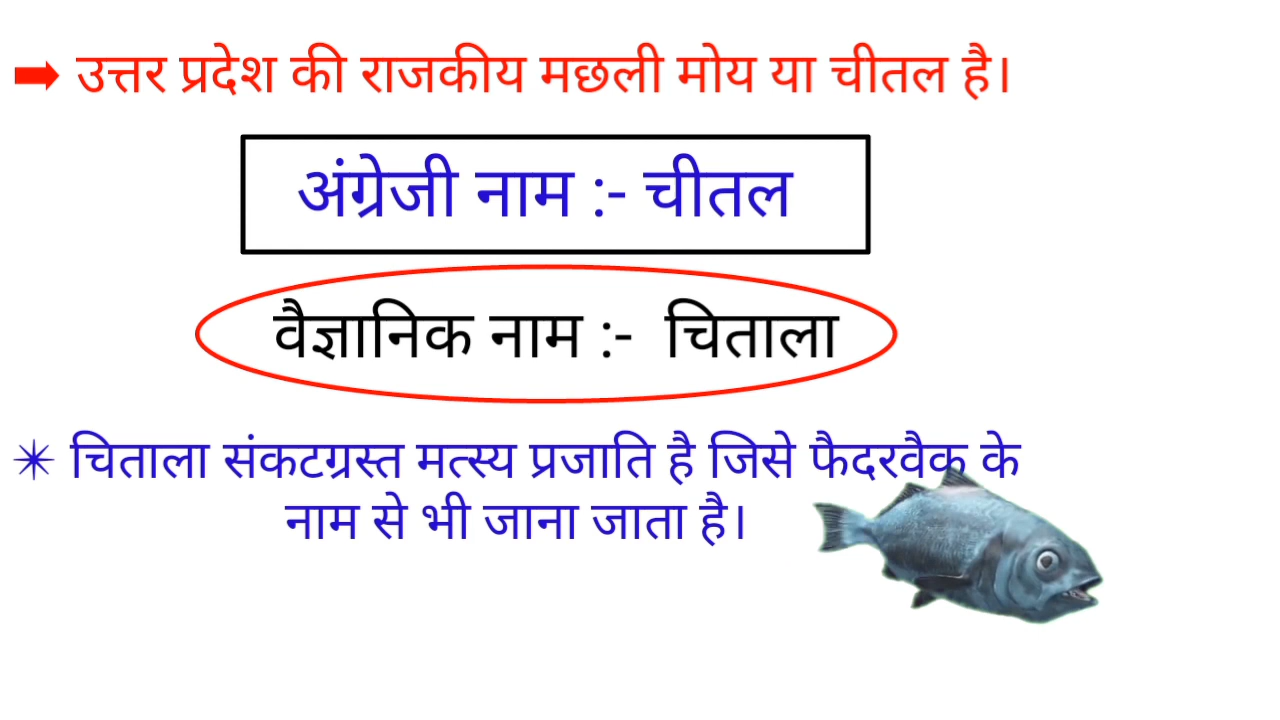 ➡ उत्तर प्रदेश की राजकीय मछली मोय या चीतल है।
अंग्रेजी नाम :- चीतल
वैज्ञानिक नाम :- चिताला
✴ चिताला संकटग्रस्त मत्स्य प्रजाति है जिसे फैदरवैक के
नाम से भी जाना जाता है।